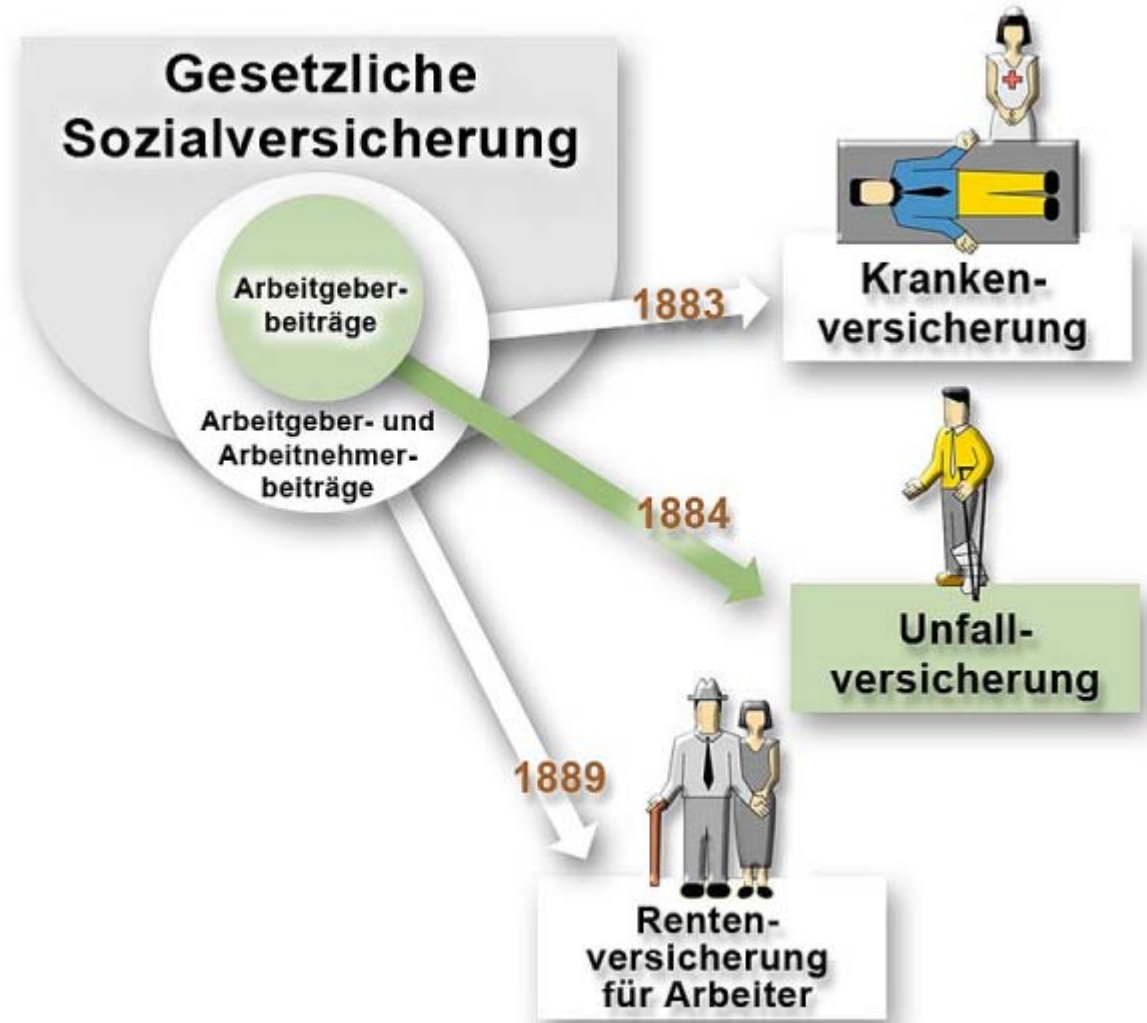 Gesetzliche
Sozialversicherung
Arbeitgeber-
beiträge
Arbeitgeber- und
Arbeitnehmer-
beiträge
1883
Kranken-
versicherung
1884
Unfall-
versicherung
1889
Renten-
versicherung
für Arbeiter